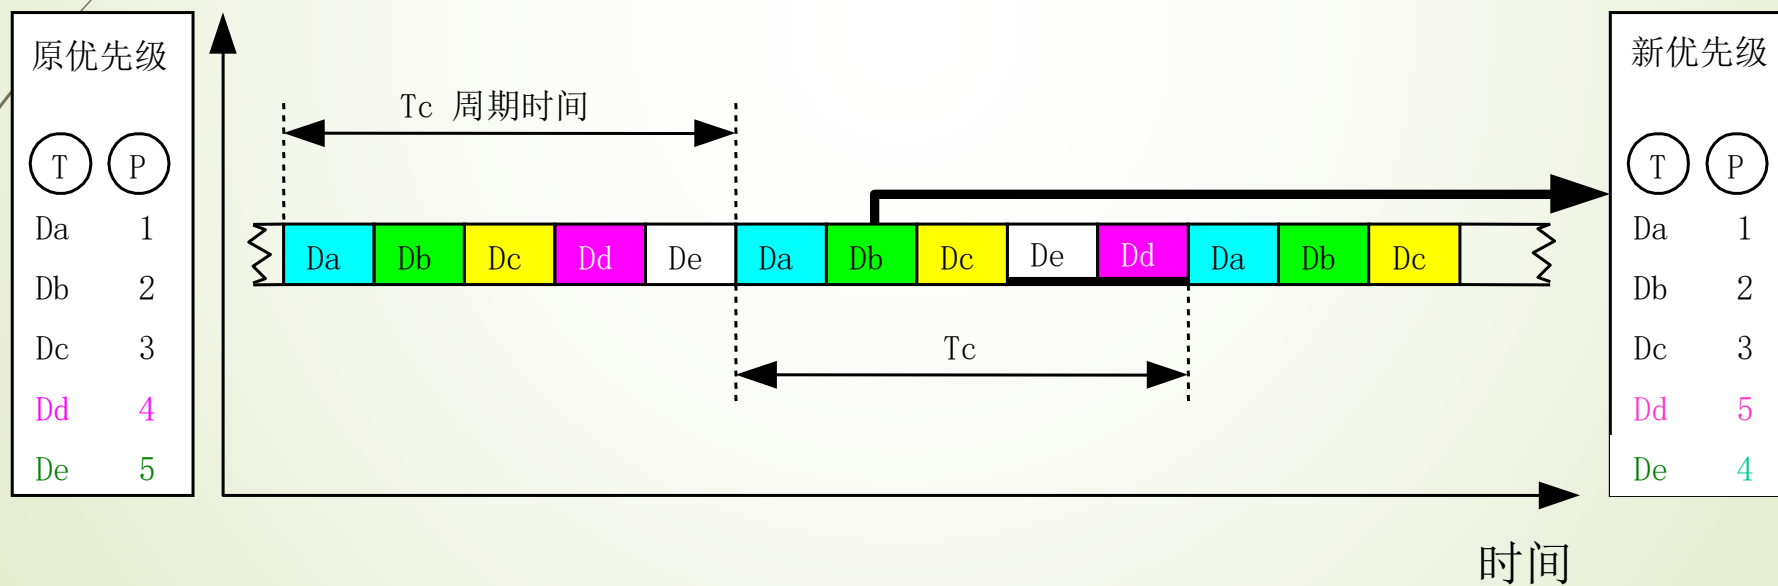 原优先级
T P
Da 1
Db 2
Dc 3
Dd 4
De 5
Tc 周期时间
Da Db Dc Dd De Da Db Dc De Dd Da Db Dc
Tc
时间
新优先级
T P
Da 1
Db 2
Dc 3
Dd 5
De 4